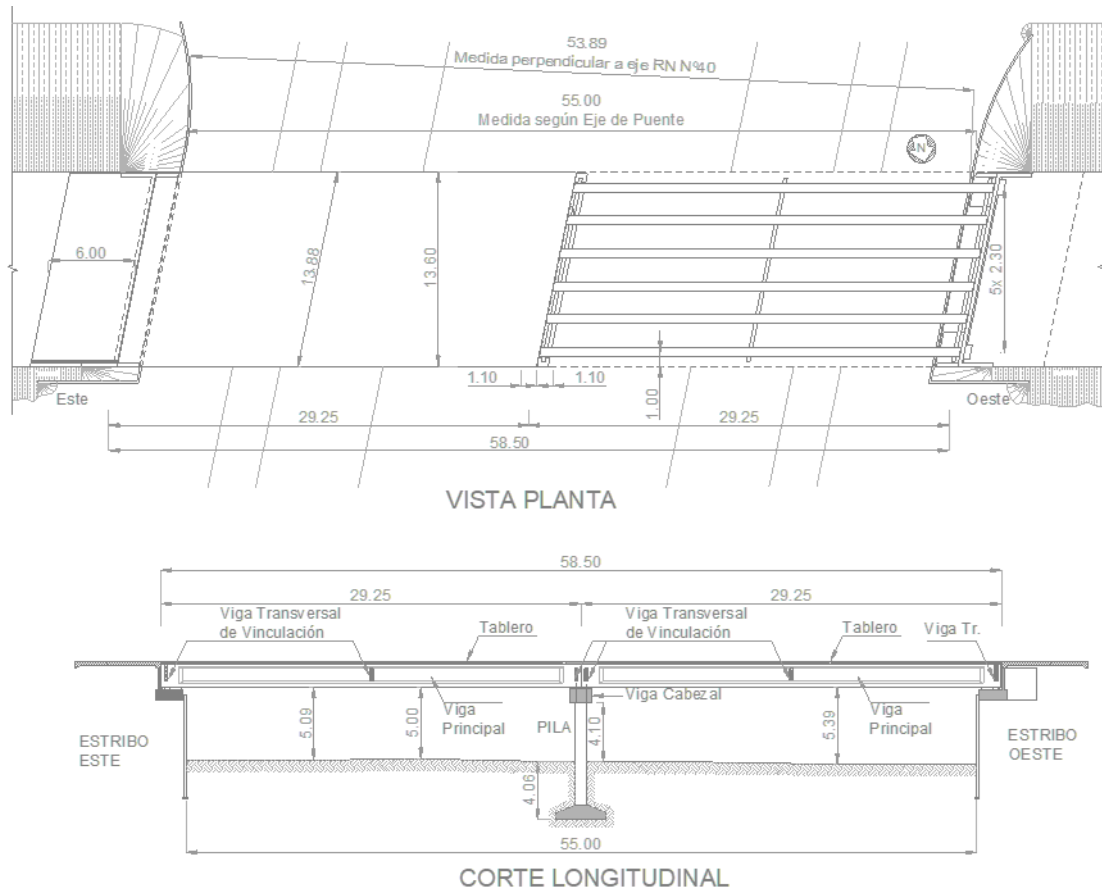 53.89
Medida perpendicular a eje RN Nº40
55.00
Medida según Eje de Puente
N
6.00
13.88
13.60
5x 2.30
1.10
1.10
1.00
Este
Oeste
29.25
29.25
58.50
VISTA PLANTA
58.50
29.25
29.25
Viga Transversal
de Vinculación
Tablero
Viga Transversal
de Vinculación
Tablero
Viga Tr.
5.09
5.00
Viga
Principal
PILA
Viga Cabezal
4.10
Viga
Principal
5.39
ESTRIBO
ESTE
ESTRIBO
OESTE
4.06
55.00
CORTE LONGITUDINAL